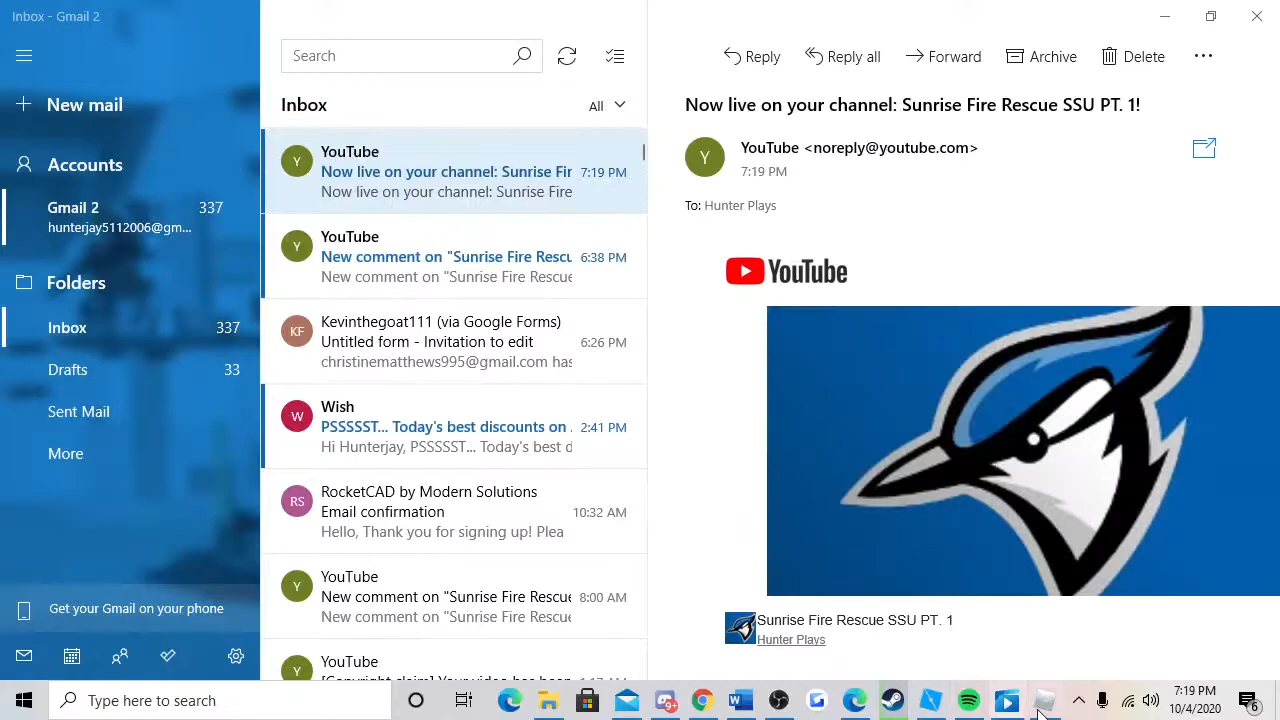 Inbox - Gmail 2
New mail
Accounts
Gmail 2 337
hunterjay5112006@gm...
Folders
Inbox 337
Drafts 33
Sent Mail
More
Get your Gmail on your phone
Search
Inbox
All
Y
YouTube
Now live on your channel: Sunrise Fir 7:19 PM
Now live on your channel: Sunrise Fire
Y
YouTube
New comment on "Sunrise Fire Rescu 6:38 PM
New comment on "Sunrise Fire Rescue
KF
Kevinthegoat111 (via Google Forms)
Untitled form - Invitation to edit 6:26 PM
christinematthews995@gmail.com has
W
Wish
PSSSSST... Today's best discounts on 2:41 PM
Hi Hunterjay, PSSSSST... Today's best d
RS
RocketCAD by Modern Solutions
Email confirmation 10:32 AM
Hello, Thank you for signing up! Plea
Y
YouTube
New comment on "Sunrise Fire Rescue 8:00 AM
New comment on "Sunrise Fire Rescue
Y
YouTube
Reply Reply all Forward Archive Delete
Now live on your channel: Sunrise Fire Rescue SSU PT. 1!
Y
YouTube <noreply@youtube.com>
7:19 PM
To: Hunter Plays
YouTube
Sunrise Fire Rescue SSU PT. 1
Hunter Plays
Type here to search
9+
7:19 PM
10/4/2020
6